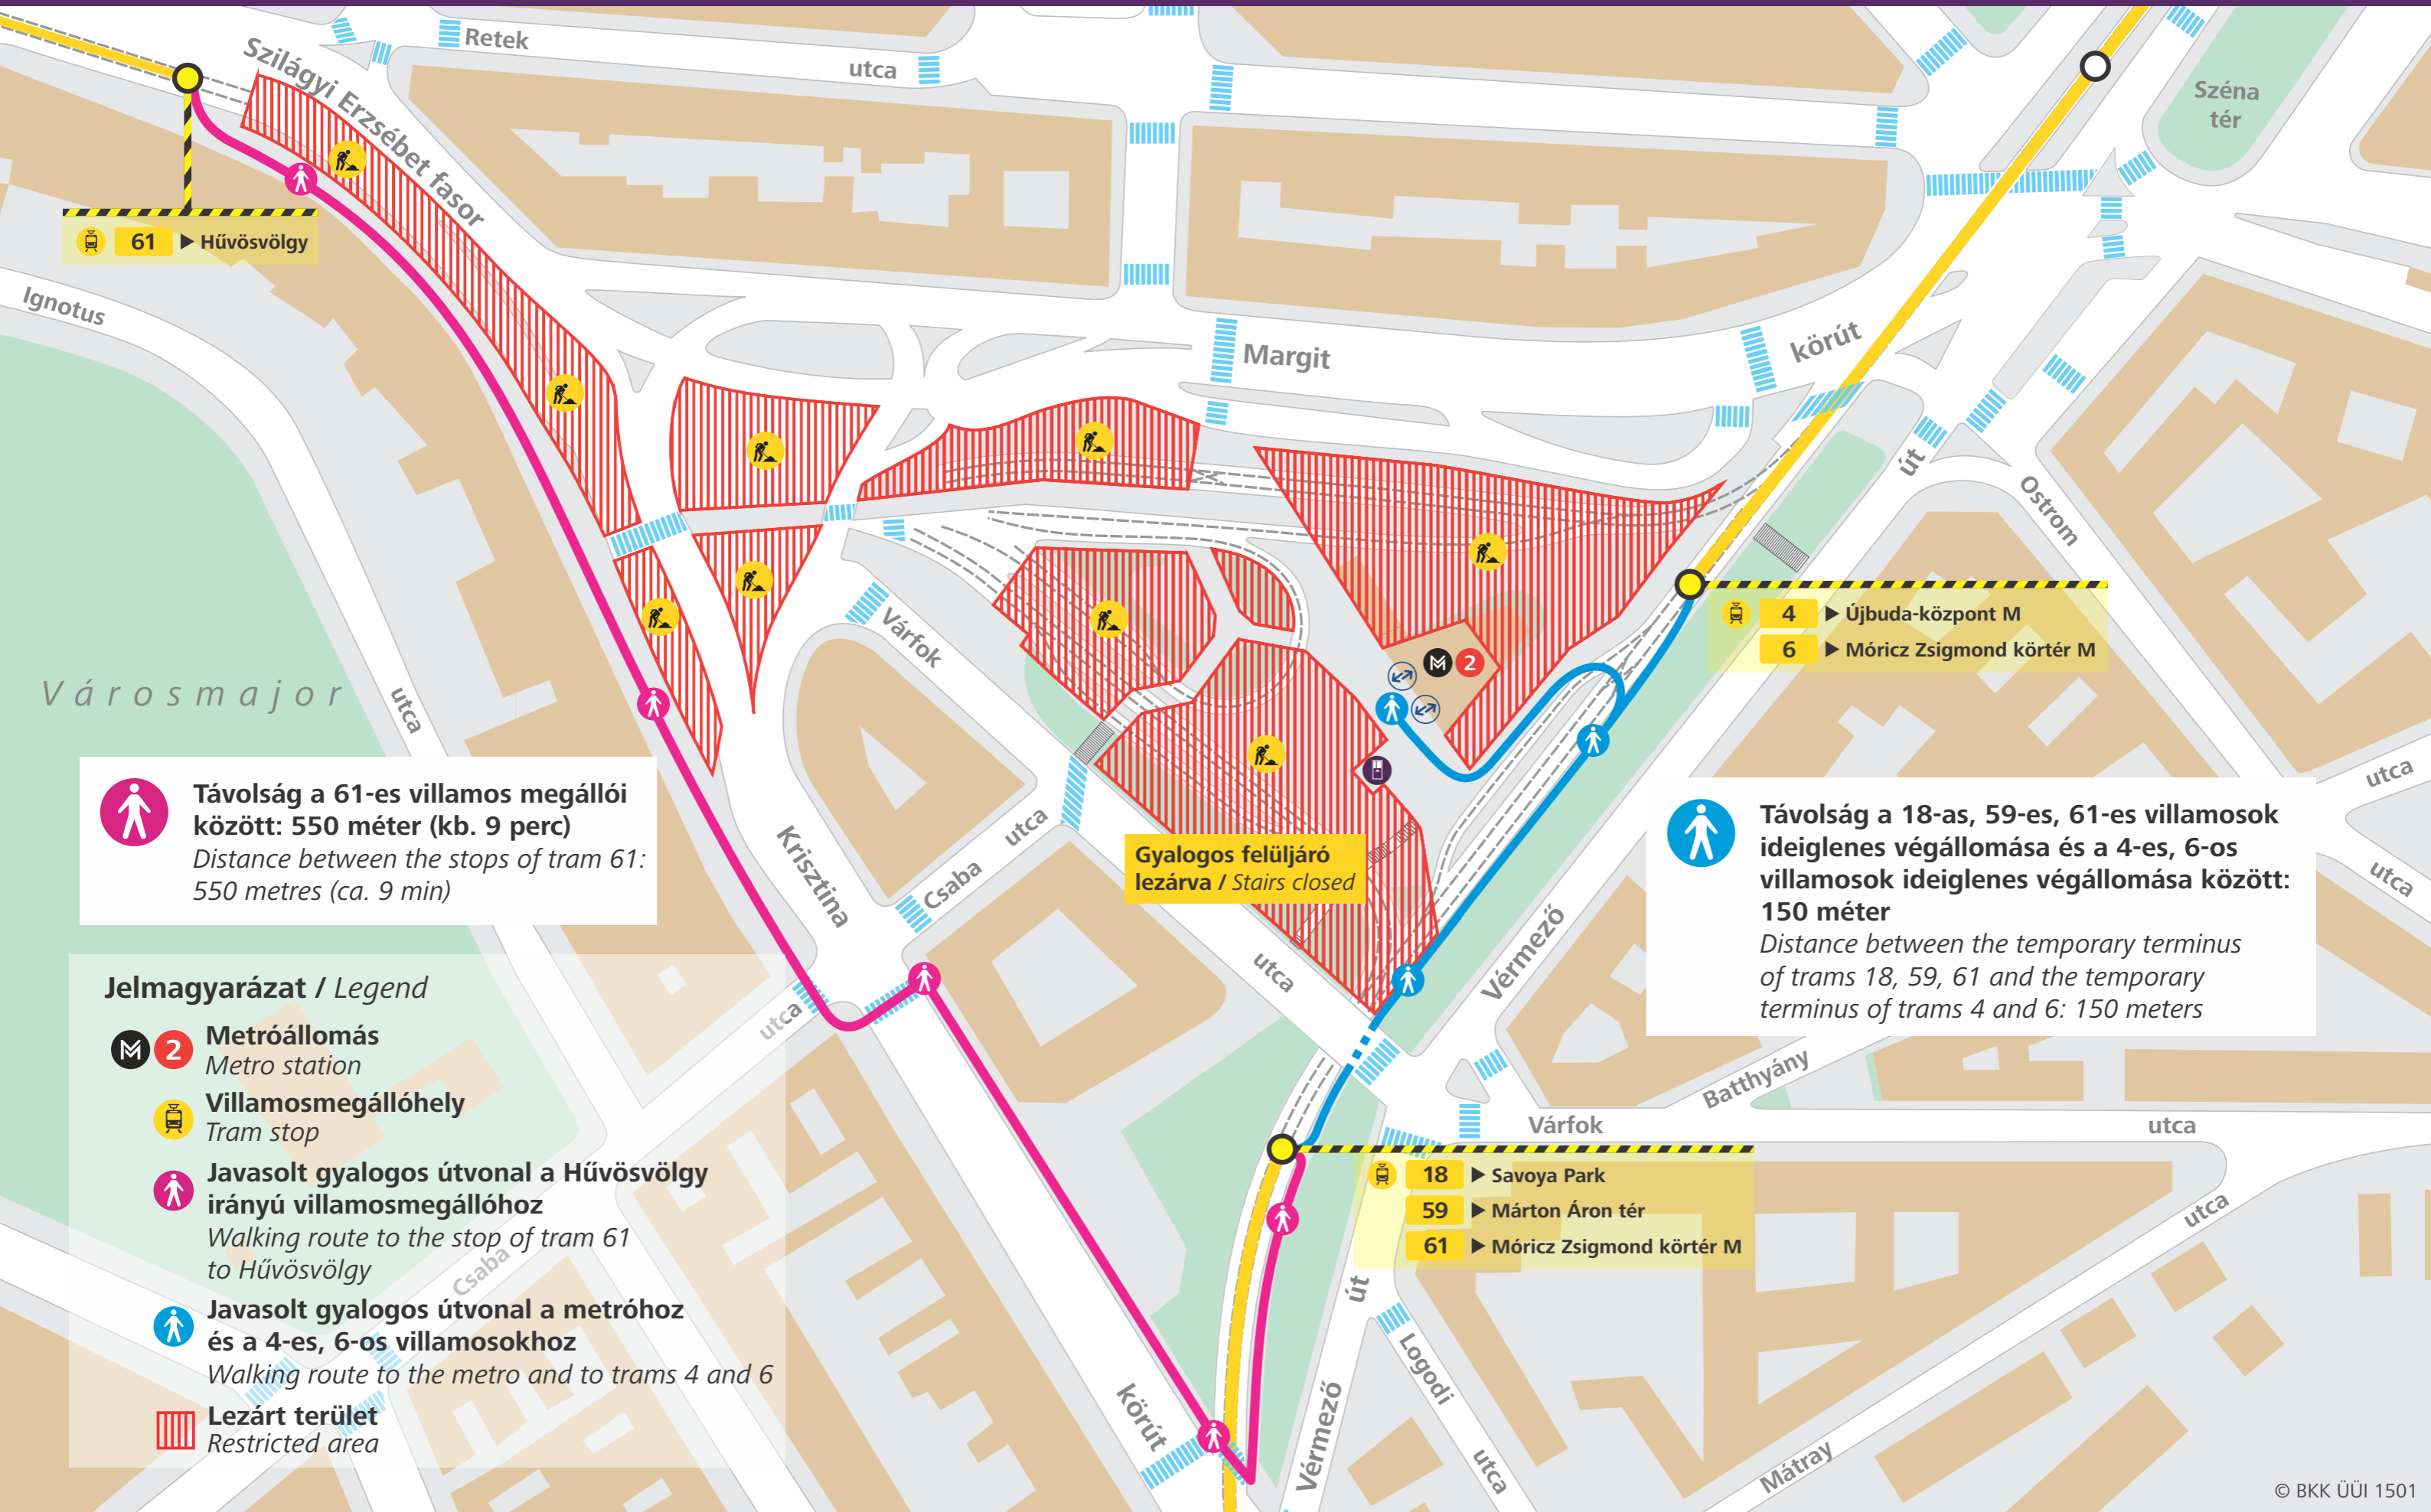 Retek
utca
Szilágyi Erzsébet fasor
Széna
tér
61 Hűvösvölgy
Ignotus
utca
Margit
körút
út
Ostrom
utca
utca
4 Újbuda-központ M
6 Móricz Zsigmond körtér M
Várfok
utca
M 2
Városmajor
Távolság a 61-es villamos megállói
között: 550 méter (kb. 9 perc)
Distance between the stops of tram 61:
550 metres (ca. 9 min)
Krisztina
körút
Csaba
utca
utca
Csaba
Gyalogos felüljáró
lezárva / Stairs closed
Vérmező
Távolság a 18-as, 59-es, 61-es villamosok
ideiglenes végállomása és a 4-es, 6-os
villamosok ideiglenes végállomása között:
150 méter
Distance between the temporary terminus
of trams 18, 59, 61 and the temporary
terminus of trams 4 and 6: 150 meters
Jelmagyarázat / Legend
M 2 Metróállomás
Metro station
Villamosmegállóhely
Tram stop
Javasolt gyalogos útvonal a Hűvösvölgy
irányú villamosmegállóhoz
Walking route to the stop of tram 61
to Hűvösvölgy
Javasolt gyalogos útvonal a metróhoz
és a 4-es, 6-os villamosokhoz
Walking route to the metro and to trams 4 and 6
Lezárt terület
Restricted area
Batthyány
utca
Várfok
utca
18 Savoya Park
59 Márton Áron tér
61 Móricz Zsigmond körtér M
Vérmező
út
Logodi
utca
Mátray
utca
© BKK ÜÜI 1501